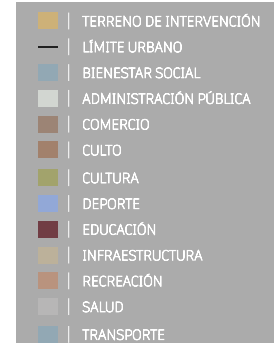 TERRENO DE INTERVENCIÓN
LÍMITE URBANO
BIENESTAR SOCIAL
ADMINISTRACIÓN PÚBLICA
COMERCIO
CULTO
CULTURA
DEPORTE
EDUCACIÓN
INFRAESTRUCTURA
RECREACIÓN
SALUD
TRANSPORTE